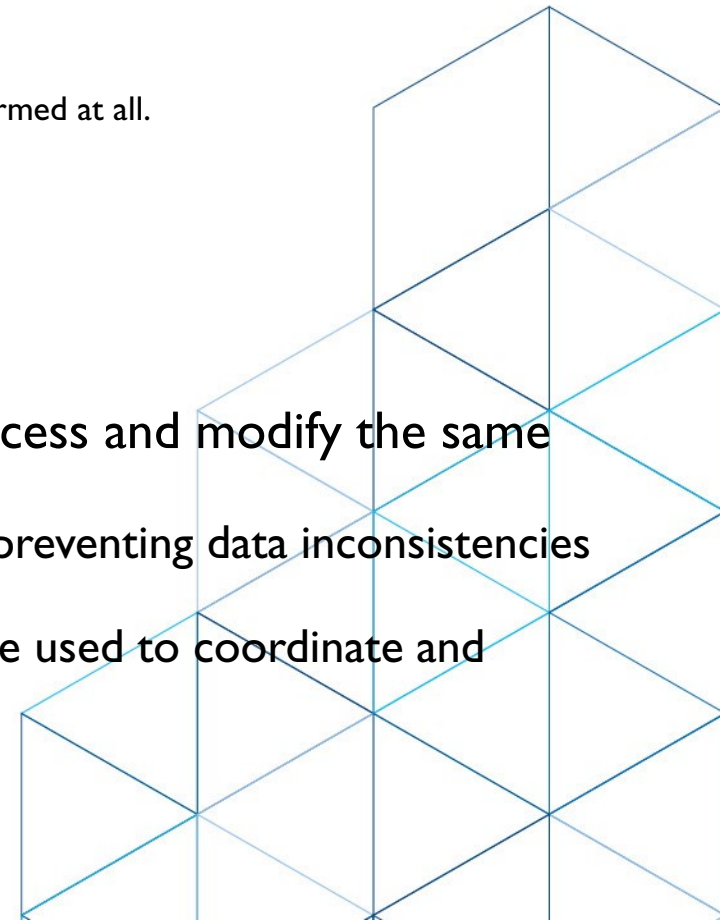 rmed at all.
cess and modify the same
preventing data inconsistencies
e used to coordinate and